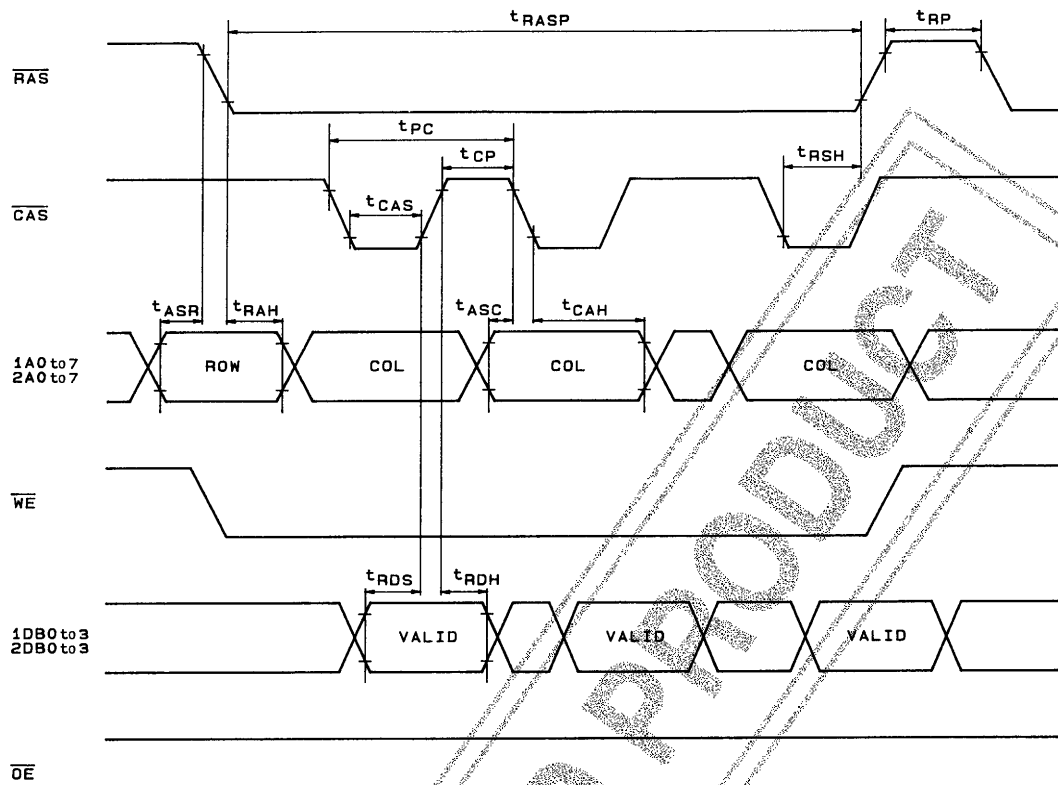 tRASP
tRP
RAS
tPC
tCP
tRSH
CAS
tCAS
tASR
tRAH
tASC
tCAH
1A0 to 7
2A0 to 7
ROW
COL
COL
COL
WE
tRDS
tRDH
1DB0 to 3
2DB0 to 3
VALID
VALID
VALID
OE
D PRODUCT